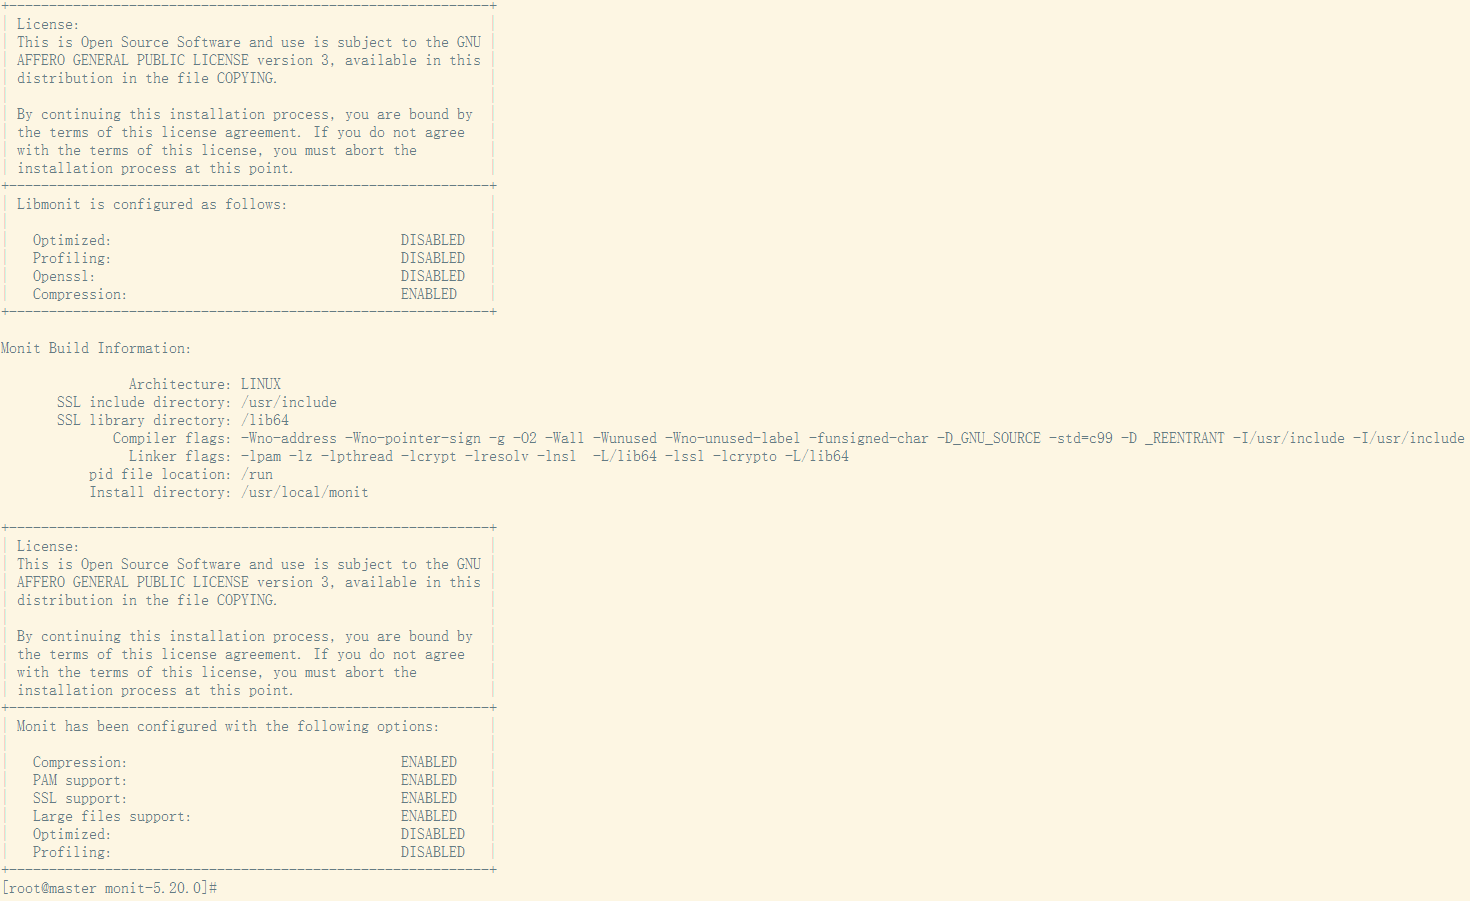 +------------------------------------------------------------+
| License:                                                   |
| This is Open Source Software and use is subject to the GNU |
| AFFERO GENERAL PUBLIC LICENSE version 3, available in this |
| distribution in the file COPYING.                          |
|                                                            |
| By continuing this installation process, you are bound by  |
| the terms of this license agreement. If you do not agree   |
| with the terms of this license, you must abort the         |
| installation process at this point.                        |
+------------------------------------------------------------+
| Libmonit is configured as follows:                         |
|                                                            |
|   Optimized:                                    DISABLED   |
|   Profiling:                                    DISABLED   |
|   Openssl:                                      DISABLED   |
|   Compression:                                  ENABLED    |
+------------------------------------------------------------+

Monit Build Information:

                Architecture: LINUX
       SSL include directory: /usr/include
       SSL library directory: /lib64
              Compiler flags: -Wno-address -Wno-pointer-sign -g -O2 -Wall -Wunused -Wno-unused-label -funsigned-char -D_GNU_SOURCE -std=c99 -D _REENTRANT -I/usr/include -I/usr/include
                Linker flags: -lpam -lz -lpthread -lcrypt -lresolv -lnsl  -L/lib64 -lssl -lcrypto -L/lib64
           pid file location: /run
           Install directory: /usr/local/monit

+------------------------------------------------------------+
| License:                                                   |
| This is Open Source Software and use is subject to the GNU |
| AFFERO GENERAL PUBLIC LICENSE version 3, available in this |
| distribution in the file COPYING.                          |
|                                                            |
| By continuing this installation process, you are bound by  |
| the terms of this license agreement. If you do not agree   |
| with the terms of this license, you must abort the         |
| installation process at this point.                        |
+------------------------------------------------------------+
| Monit has been configured with the following options:      |
|                                                            |
|   Compression:                                  ENABLED    |
|   PAM support:                                  ENABLED    |
|   SSL support:                                  ENABLED    |
|   Large files support:                          ENABLED    |
|   Optimized:                                    DISABLED   |
|   Profiling:                                    DISABLED   |
+------------------------------------------------------------+
[root@master monit-5.20.0]#